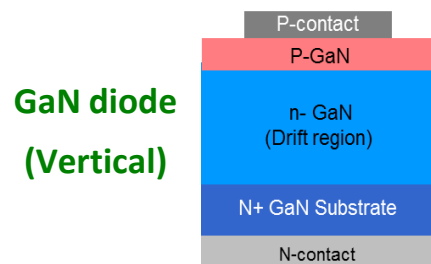 P-contact
P-GaN
GaN diode
(Vertical)
n- GaN
(Drift region)
N+ GaN Substrate
N-contact